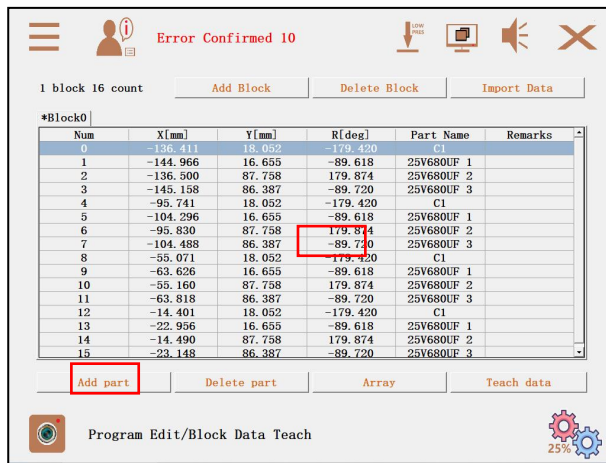 Error Confirmed 10
LOW PRES
1 block 16 count Add Block Delete Block Import Data
*Block0
Num X[mm] Y[mm] R[deg] Part Name Remarks
0 -136.411 18.052 -179.420 C1
1 -144.966 16.655 -89.618 25V680UF 1
2 -136.500 87.758 179.874 25V680UF 2
3 -145.158 86.387 -89.720 25V680UF 3
4 -95.741 18.052 -179.420 C1
5 -104.296 16.655 -89.618 25V680UF 1
6 -95.830 87.758 179.874 25V680UF 2
7 -104.488 86.387 -89.720 25V680UF 3
8 -55.071 18.052 -179.420 C1
9 -63.626 16.655 -89.618 25V680UF 1
10 -55.160 87.758 179.874 25V680UF 2
11 -63.818 86.387 -89.720 25V680UF 3
12 -14.401 18.052 -179.420 C1
13 -22.956 16.655 -89.618 25V680UF 1
14 -14.490 87.758 179.874 25V680UF 2
15 -23.148 86.387 -89.720 25V680UF 3
Add part Delete part Array Teach data
Program Edit/Block Data Teach
25%